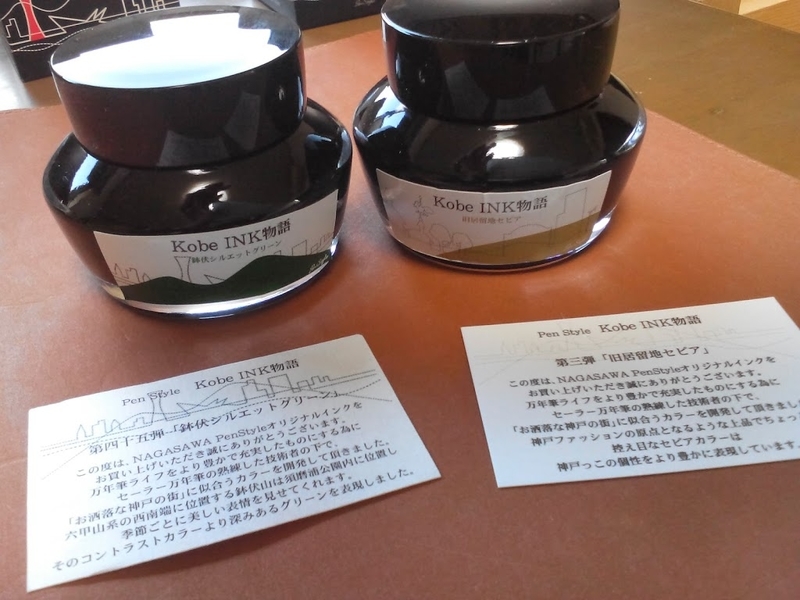 Kobe INK物語
鉢伏シルエットグリーン
Kobe INK物語
旧居留地セピア
Pen Style Kobe INK物語
第四十五弾「鉢伏シルエットグリーン」
この度は、NAGASAWA PenStyleオリジナルインクを
お買い上げいただき誠にありがとうございます。
万年筆ライフをより豊かで充実したものにする為に
セーラー万年筆の熟練した技術者の下で、
「お洒落な神戸の街」に似合うカラーを開発して頂きました。
六甲山系の西南端に位置する鉢伏山は須磨浦公園内に位置し
季節ごとに美しい表情を見せてくれます。
そのコントラストカラーより深みあるグリーンを表現しました。
Pen Style Kobe INK物語
第三弾「旧居留地セピア」
この度は、NAGASAWA PenStyleオリジナルインクを
お買い上げいただき誠にありがとうございます。
万年筆ライフをより豊かで充実したものにする為に
セーラー万年筆の熟練した技術者の下で、
「お洒落な神戸の街」に似合うカラーを開発して頂きまし
神戸ファッションの原点となるような上品でちょっ
控え目なセピアカラーは
神戸っこの個性をより豊かに表現しています